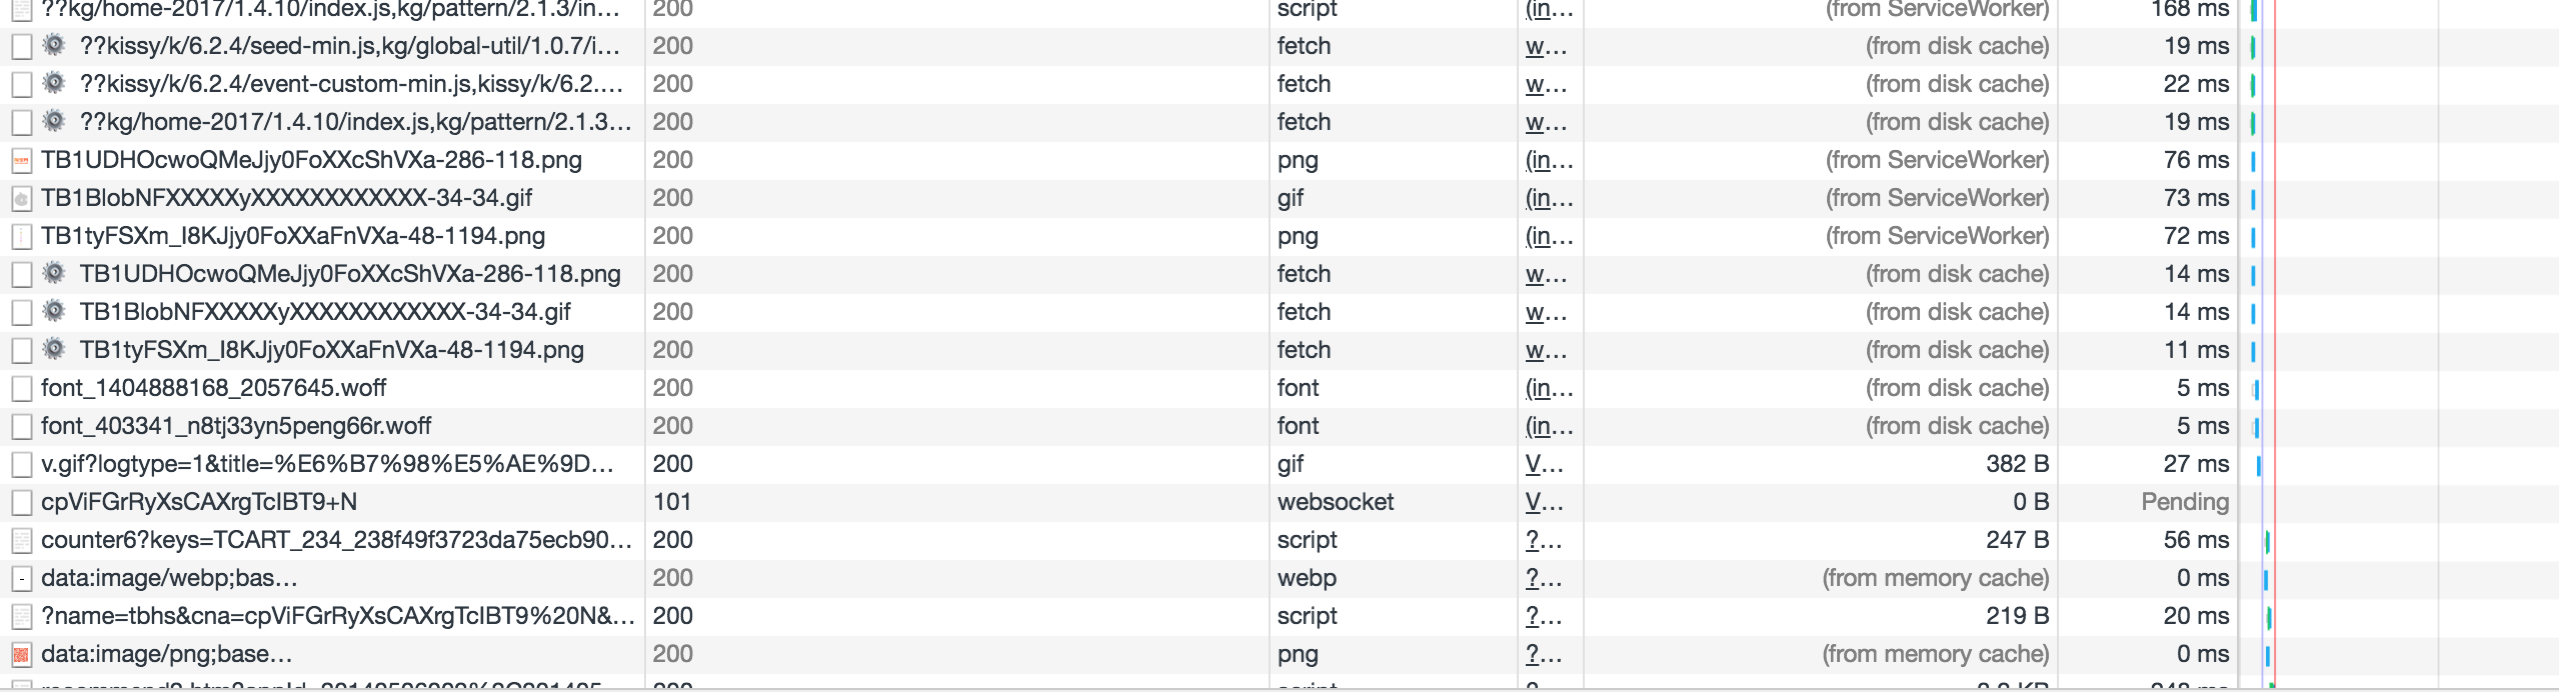 ??kg/home-2017/1.4.10/index.js,kg/pattern/2.1.3/in... 200 script (in... (from ServiceWorker) 168 ms
??kissy/k/6.2.4/seed-min.js,kg/global-util/1.0.7/i... 200 fetch w... (from disk cache) 19 ms
??kissy/k/6.2.4/event-custom-min.js,kissy/k/6.2.... 200 fetch w... (from disk cache) 22 ms
??kg/home-2017/1.4.10/index.js,kg/pattern/2.1.3... 200 fetch w... (from disk cache) 19 ms
TB1UDHOcwoQMeJjy0FoXXcShVXa-286-118.png 200 png (in... (from ServiceWorker) 76 ms
TB1BlobNFXXXXXyXXXXXXXXXXXX-34-34.gif 200 gif (in... (from ServiceWorker) 73 ms
TB1tyFSXm_I8KJjy0FoXXaFnVXa-48-1194.png 200 png (in... (from ServiceWorker) 72 ms
TB1UDHOcwoQMeJjy0FoXXcShVXa-286-118.png 200 fetch w... (from disk cache) 14 ms
TB1BlobNFXXXXXyXXXXXXXXXXXX-34-34.gif 200 fetch w... (from disk cache) 14 ms
TB1tyFSXm_I8KJjy0FoXXaFnVXa-48-1194.png 200 fetch w... (from disk cache) 11 ms
font_1404888168_2057645.woff 200 font (in... (from disk cache) 5 ms
font_403341_n8tj33yn5peng66r.woff 200 font (in... (from disk cache) 5 ms
v.gif?logtype=1&title=%E6%B7%98%E5%AE%9D... 200 gif V... 382 B 27 ms
cpViFGrRyXsCAXrgTcIBT9+N 101 websocket V... 0 B Pending
counter6?keys=TCART_234_238f49f3723da75ecb90... 200 script ?... 247 B 56 ms
data:image/webp;bas... 200 webp ?... (from memory cache) 0 ms
?name=tbhs&cna=cpViFGrRyXsCAXrgTcIBT9%20N&... 200 script ?... 219 B 20 ms
data:image/png;base... 200 png ?... (from memory cache) 0 ms